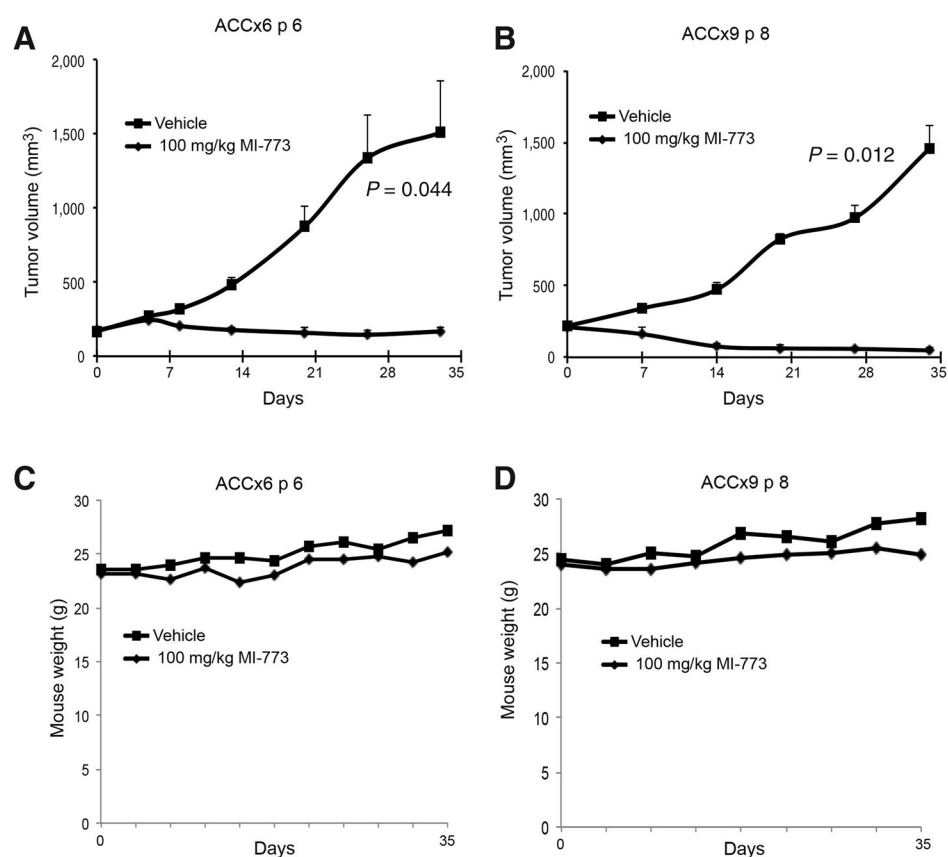 A
ACCx6 p 6
2,000
1,500
1,000
500
0
Tumor volume (mm³)
Vehicle
100 mg/kg MI-773
P = 0.044
0 7 14 21 28 35
Days
B
ACCx9 p 8
2,000
1,500
1,000
500
0
Tumor volume (mm³)
Vehicle
100 mg/kg MI-773
P = 0.012
0 7 14 21 28 35
Days
C
ACCx6 p 6
30
25
20
15
10
5
0
Mouse weight (g)
Vehicle
100 mg/kg MI-773
0 35
Days
D
ACCx9 p 8
30
25
20
15
10
5
0
Mouse weight (g)
Vehicle
100 mg/kg MI-773
0 35
Days